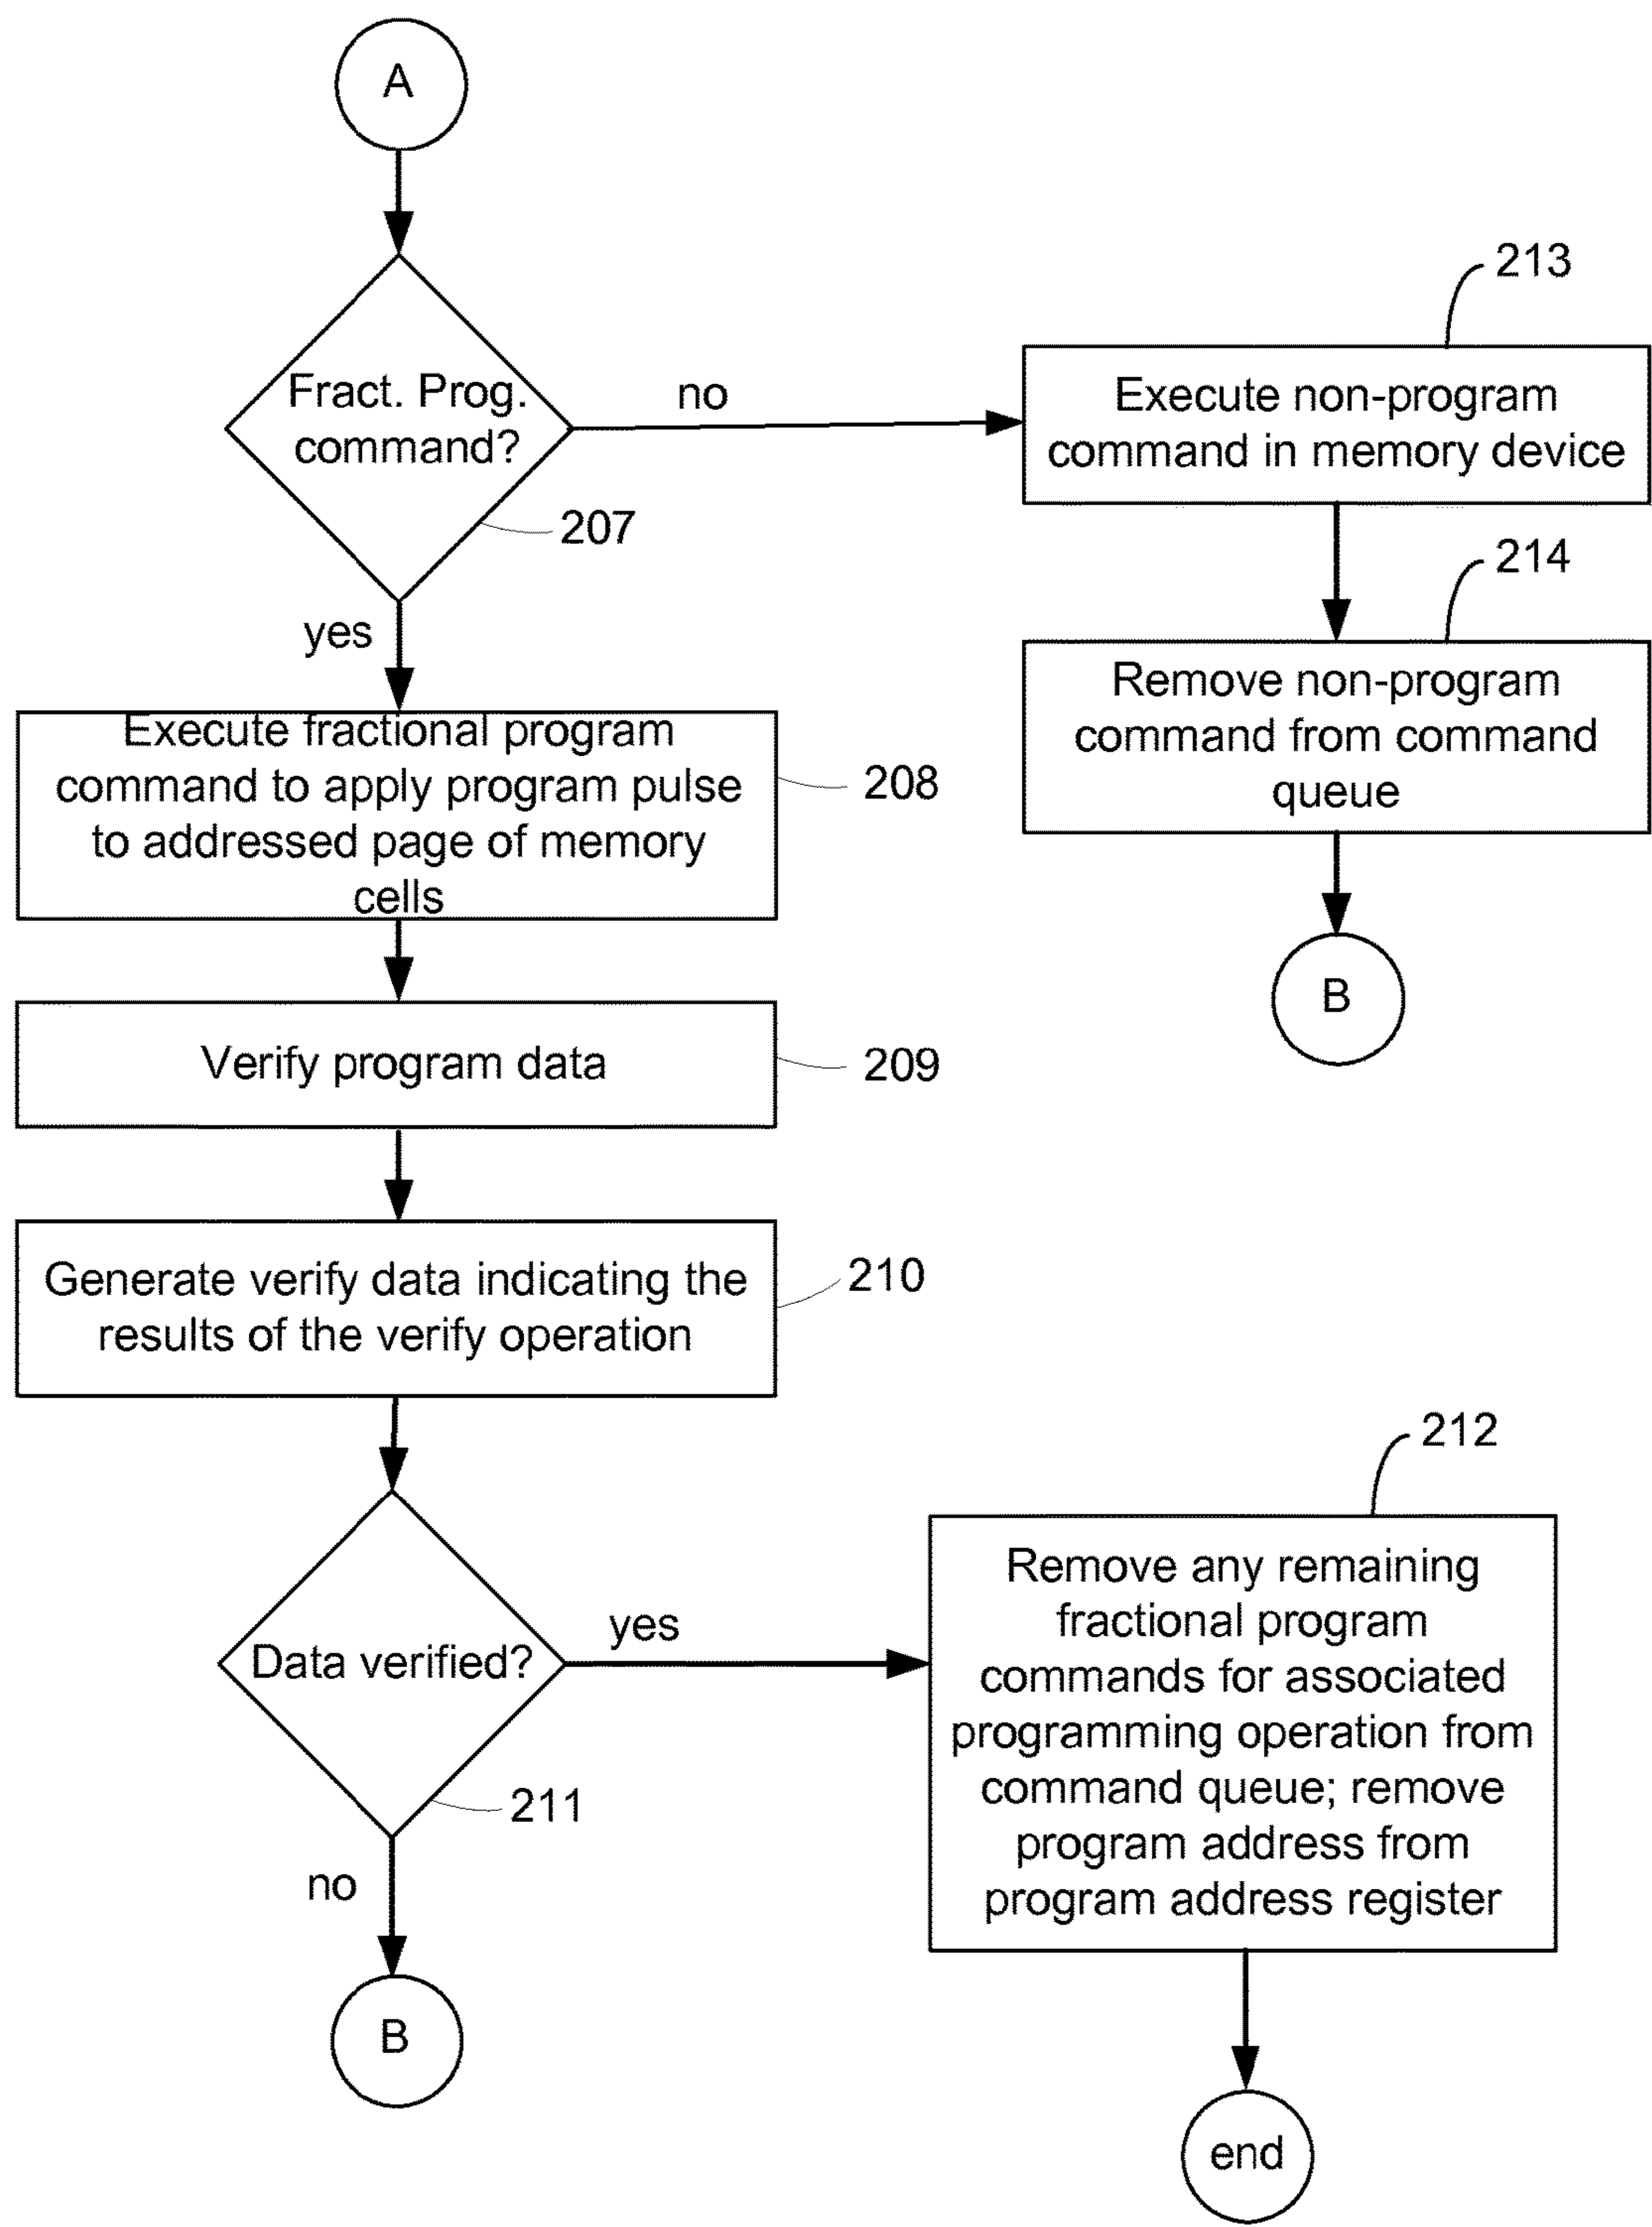 A
Fract. Prog.
command?
207
no
213
Execute non-program
command in memory device
214
Remove non-program
command from command
queue
B
yes
Execute fractional program
command to apply program pulse
to addressed page of memory
cells
208
Verify program data
209
Generate verify data indicating the
results of the verify operation
210
Data verified?
211
yes
212
Remove any remaining
fractional program
commands for associated
programming operation from
command queue; remove
program address from
program address register
no
B
end